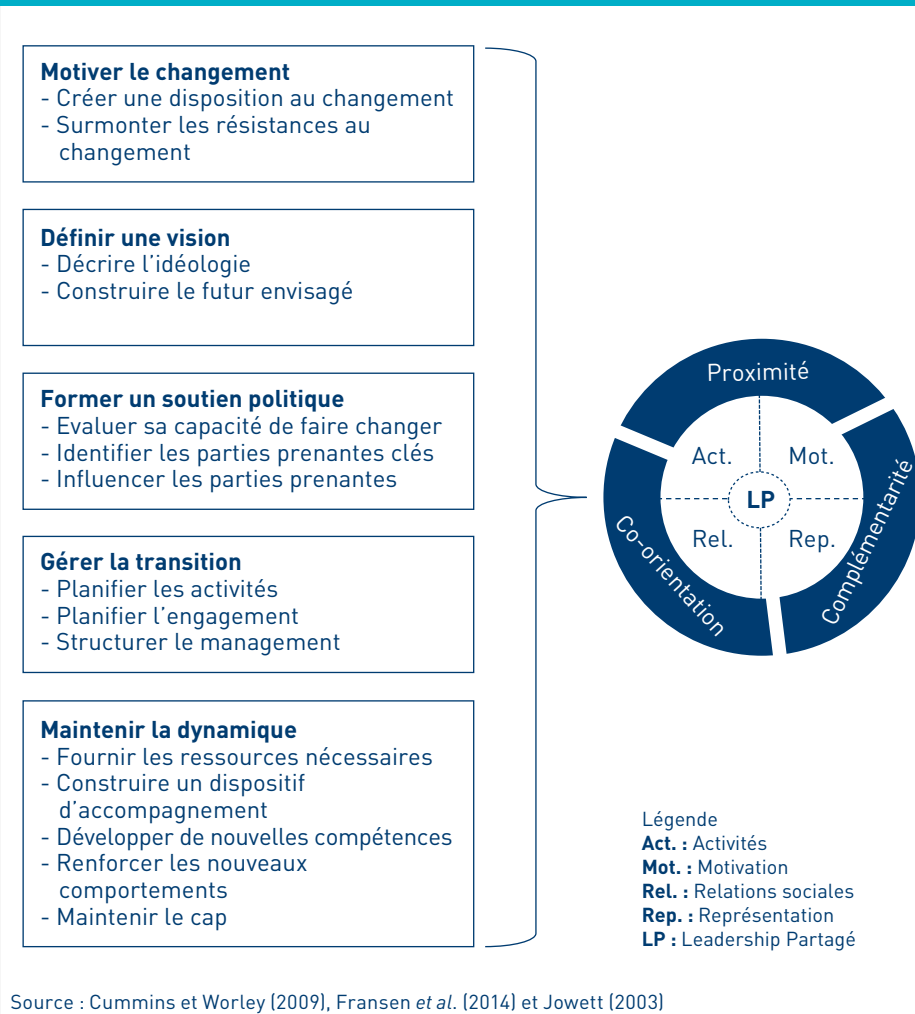 Motiver le changement
- Créer une disposition au changement
- Surmonter les résistances au
changement
Définir une vision
- Décrire l'idéologie
- Construire le futur envisagé
Former un soutien politique
- Evaluer sa capacité de faire changer
- Identifier les parties prenantes clés
- Influencer les parties prenantes
Gérer la transition
- Planifier les activités
- Planifier l'engagement
- Structurer le management
Maintenir la dynamique
- Fournir les ressources nécessaires
- Construire un dispositif
d'accompagnement
- Développer de nouvelles compétences
- Renforcer les nouveaux
comportements
- Maintenir le cap
Proximité
Act.
Mot.
LP
Rel.
Rep.
Co-orientation
Complémentarité
Légende
Act. : Activités
Mot. : Motivation
Rel. : Relations sociales
Rep. : Représentation
LP : Leadership Partagé
Source : Cummins et Worley (2009), Fransen et al. (2014) et Jowett (2003)